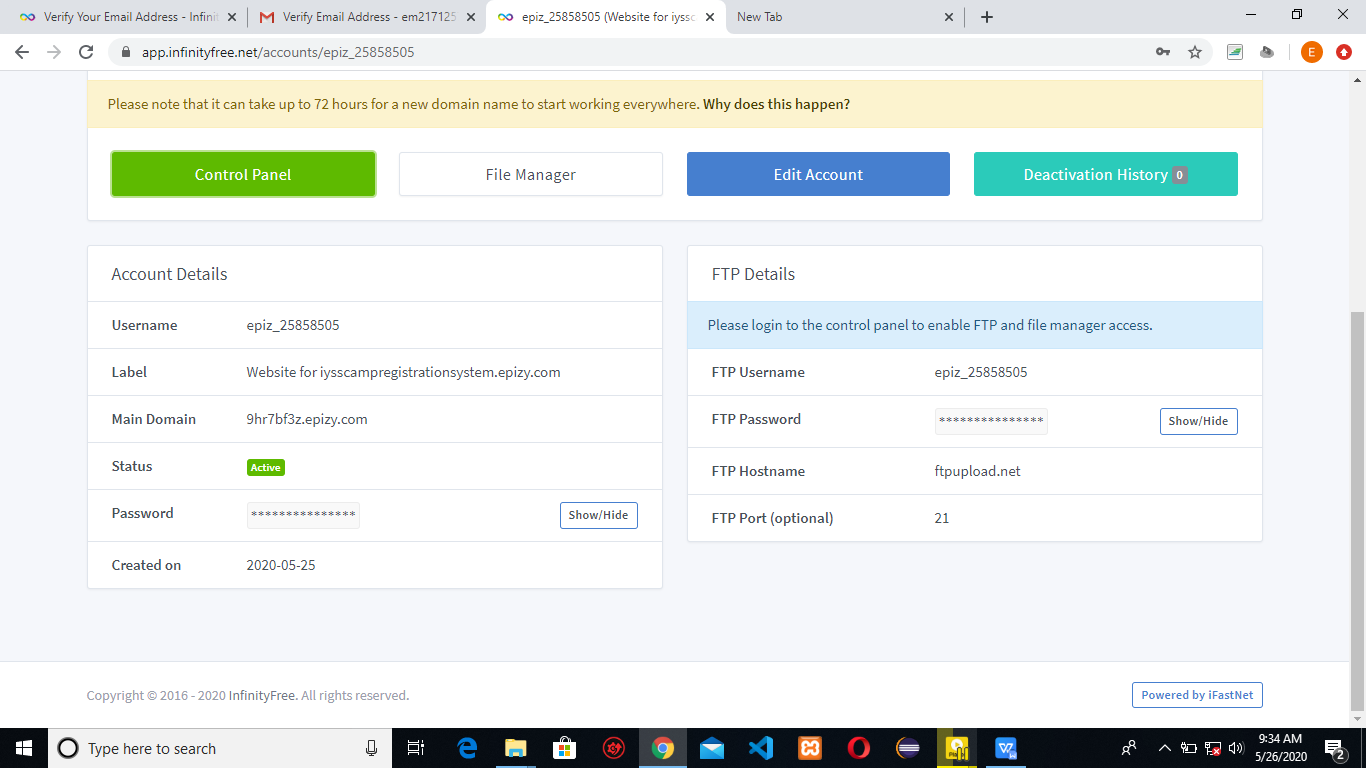 Verify Your Email Address - Infinit
Verify Email Address - em217125
epiz_25858505 (Website for iyssc
New Tab
app.infinityfree.net/accounts/epiz_25858505
E
Please note that it can take up to 72 hours for a new domain name to start working everywhere. Why does this happen?
Control Panel
File Manager
Edit Account
Deactivation History 0
Account Details
Username epiz_25858505
Label Website for iysscampregistrationsystem.epizy.com
Main Domain 9hr7bf3z.epizy.com
Status Active
Password *************** Show/Hide
Created on 2020-05-25
FTP Details
Please login to the control panel to enable FTP and file manager access.
FTP Username epiz_25858505
FTP Password *************** Show/Hide
FTP Hostname ftpupload.net
FTP Port (optional) 21
Copyright © 2016 - 2020 InfinityFree. All rights reserved.
Powered by iFastNet
Type here to search
9:34 AM
5/26/2020
2